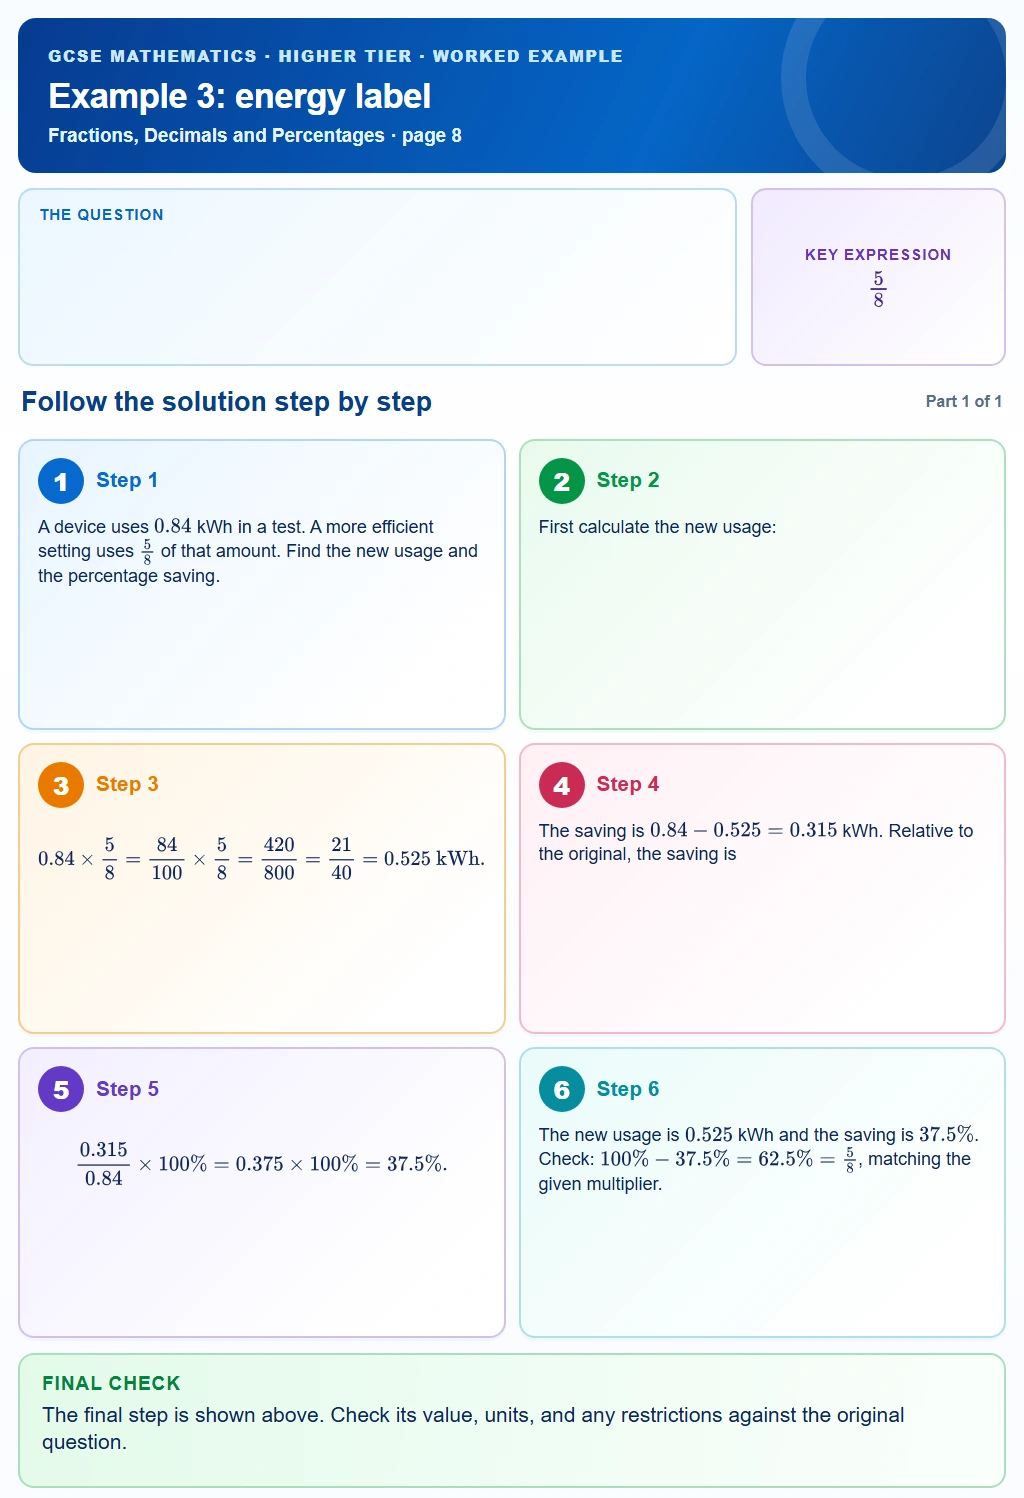 GCSE MATHEMATICS · HIGHER TIER · WORKED EXAMPLE
Example 3: energy label
Fractions, Decimals and Percentages · page 8
THE QUESTION
KEY EXPRESSION
5/8
Follow the solution step by step
Part 1 of 1
1 Step 1
A device uses 0.84 kWh in a test. A more efficient
setting uses 5/8 of that amount. Find the new usage and
the percentage saving.
2 Step 2
First calculate the new usage:
3 Step 3
0.84 × 5/8 = 84/100 × 5/8 = 420/800 = 21/40 = 0.525 kWh.
4 Step 4
The saving is 0.84 − 0.525 = 0.315 kWh. Relative to
the original, the saving is
5 Step 5
0.315/0.84 × 100% = 0.375 × 100% = 37.5%.
6 Step 6
The new usage is 0.525 kWh and the saving is 37.5%.
Check: 100% − 37.5% = 62.5% = 5/8, matching the
given multiplier.
FINAL CHECK
The final step is shown above. Check its value, units, and any restrictions against the original
question.